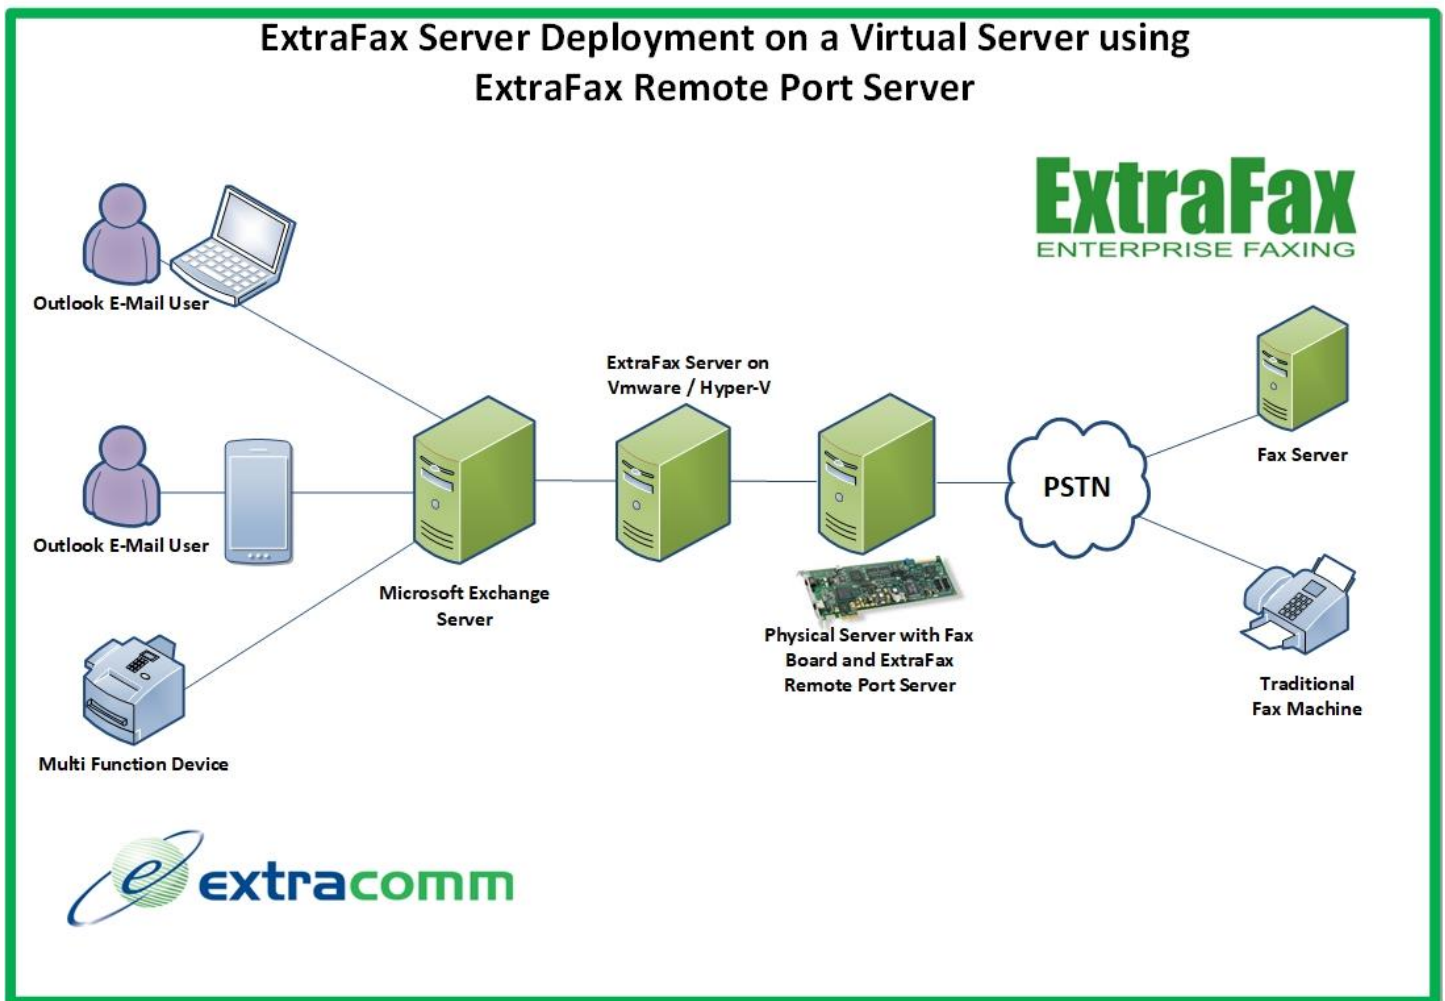 ExtraFax Server Deployment on a Virtual Server using
ExtraFax Remote Port Server
ExtraFax
ENTERPRISE FAXING
Outlook E-Mail User
ExtraFax Server on
Vmware / Hyper-V
Fax Server
PSTN
Outlook E-Mail User
Microsoft Exchange
Server
Physical Server with Fax
Board and ExtraFax
Remote Port Server
Traditional
Fax Machine
Multi Function Device
e
extracomm